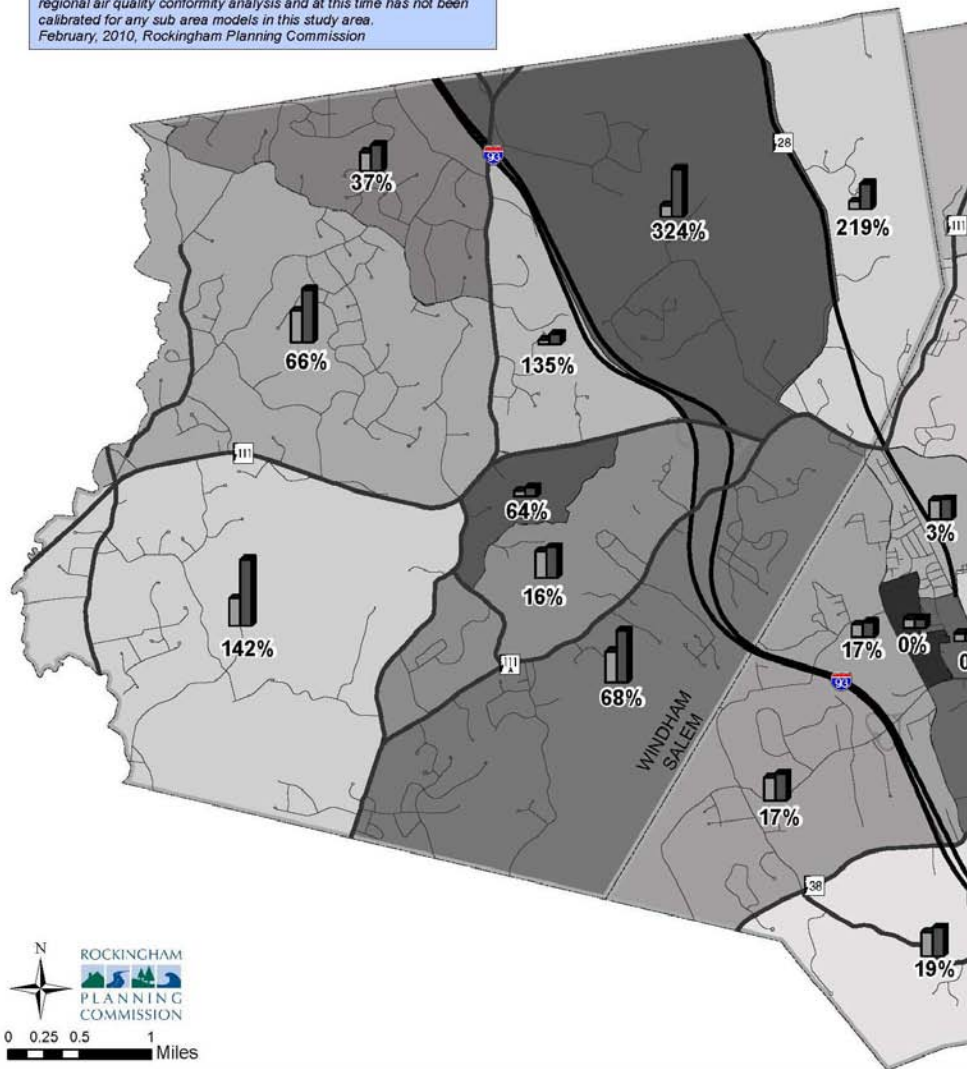 regional air quality conformity analysis and at this time has not been
calibrated for any sub area models in this study area.
February, 2010, Rockingham Planning Commission
93
28
37%
324%
219%
111
66%
135%
111
64%
3%
16%
142%
17%
0%
0
111
68%
93
WINDHAM
SALEM
17%
38
19%
N
ROCKINGHAM
PLANNING
COMMISSION
0 0.25 0.5 1
Miles